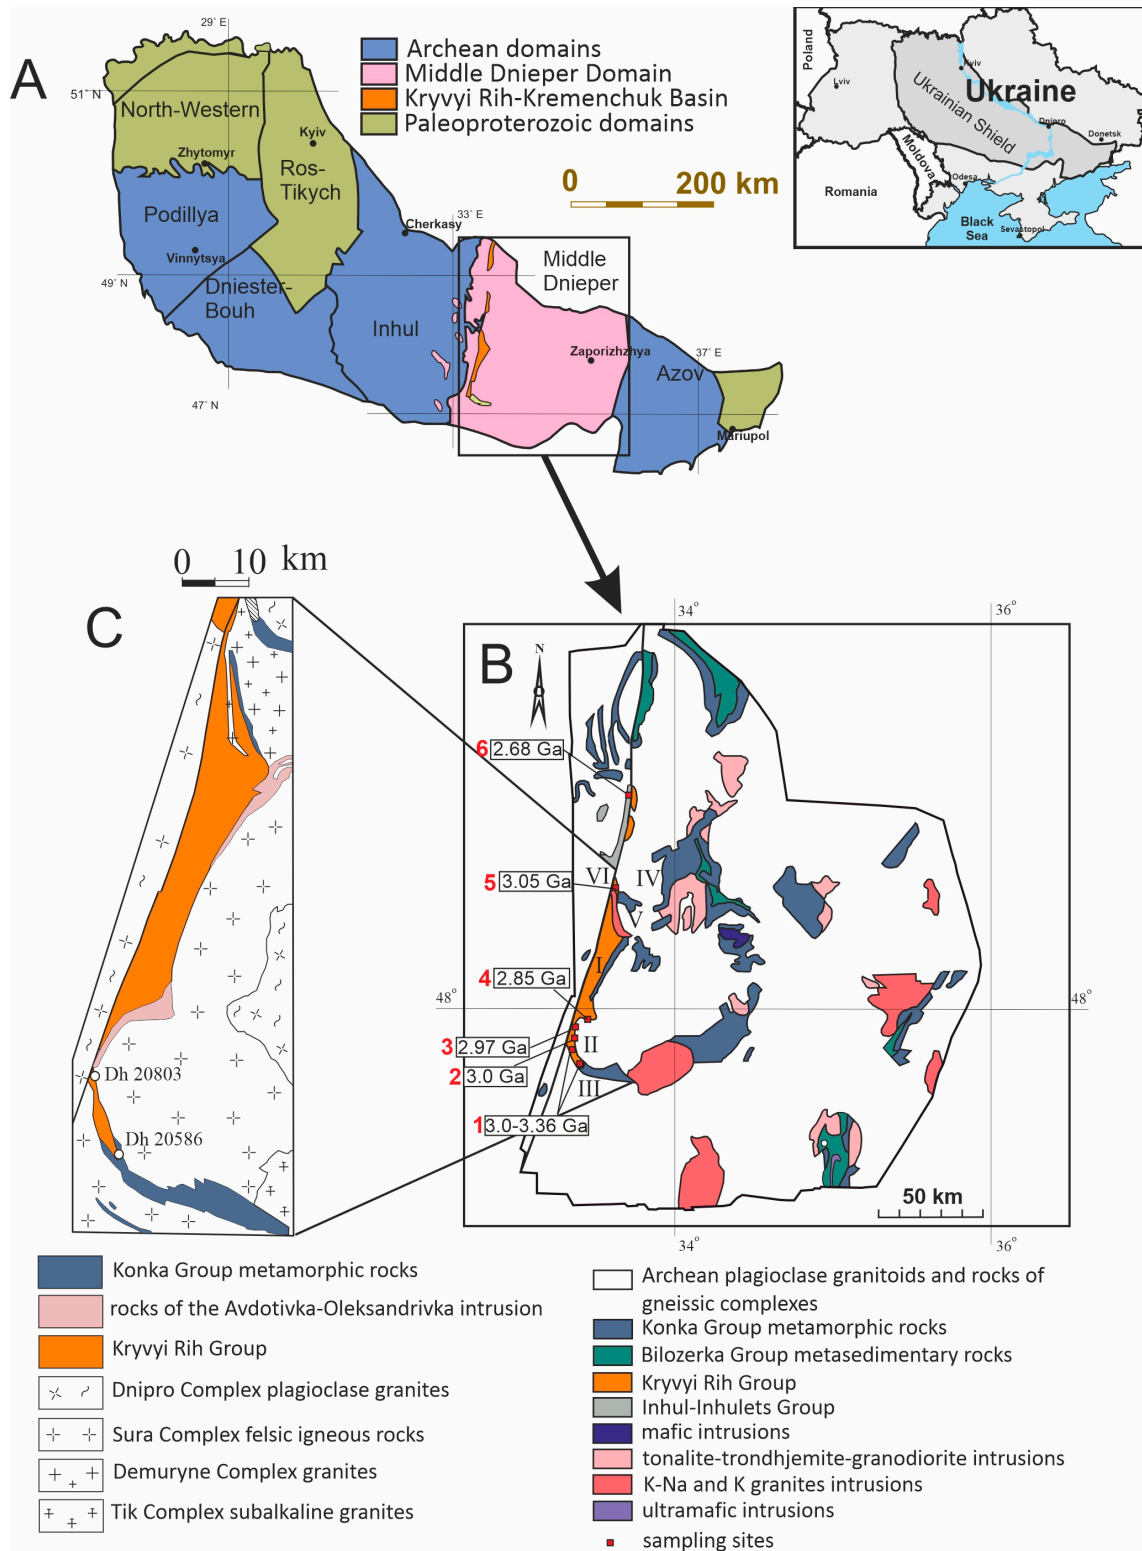 A
29° E
51° N
North-Western
Kyiv
Zhytomyr
Ros-
Tikych
Podillya
Vinnytsya
49° N
Dniester-
Bouh
47° N
Inhul
Cherkasy
33° E
Middle
Dnieper
Zaporizhzhya
37° E
Azov
Mariupol
Archean domains
Middle Dnieper Domain
Kryvyi Rih-Kremenchuk Basin
Paleoproterozoic domains
0 200 km
Poland
Lviv
Kyiv
Ukraine
Ukrainian Shield
Dnipro
Donetsk
Moldova
Odesa
Romania
Black
Sea
Sevastopol
0 10 km
C
Dh 20803
Dh 20586
B
N
34°
36°
6 2.68 Ga
5 3.05 Ga
VI
IV
V
I
4 2.85 Ga
48°
48°
3 2.97 Ga
II
2 3.0 Ga
III
1 3.0-3.36 Ga
50 km
34°
36°
Konka Group metamorphic rocks
rocks of the Avdotivka-Oleksandrivka intrusion
Kryvyi Rih Group
Dnipro Complex plagioclase granites
Sura Complex felsic igneous rocks
Demuryne Complex granites
Tik Complex subalkaline granites
Archean plagioclase granitoids and rocks of
gneissic complexes
Konka Group metamorphic rocks
Bilozerka Group metasedimentary rocks
Kryvyi Rih Group
Inhul-Inhulets Group
mafic intrusions
tonalite-trondhjemite-granodiorite intrusions
K-Na and K granites intrusions
ultramafic intrusions
sampling sites